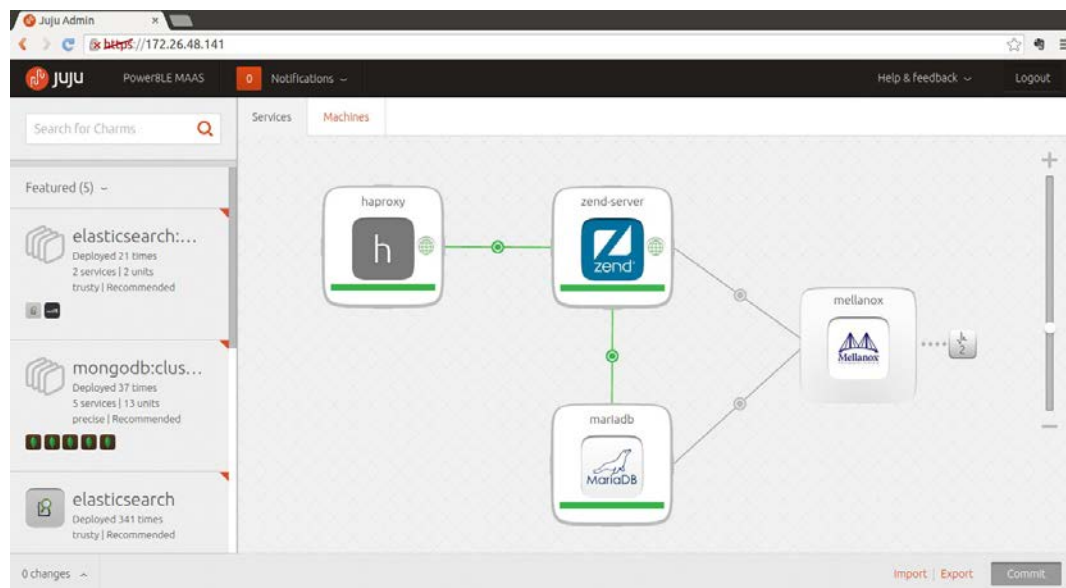 Juju Admin
https://172.26.48.141
juju
Power8LE MAAS
0
Notifications
Help & feedback
Logout
Search for Charms
Services
Machines
Featured (5)
elasticsearch:...
Deployed 21 times
2 services | 2 units
trusty | Recommended
mongodb:clus...
Deployed 37 times
5 services | 13 units
precise | Recommended
elasticsearch
Deployed 341 times
trusty | Recommended
haproxy
h
zend-server
zend
mellanox
Mellanox
2
mariadb
MariaDB
0 changes
Import | Export
Commit